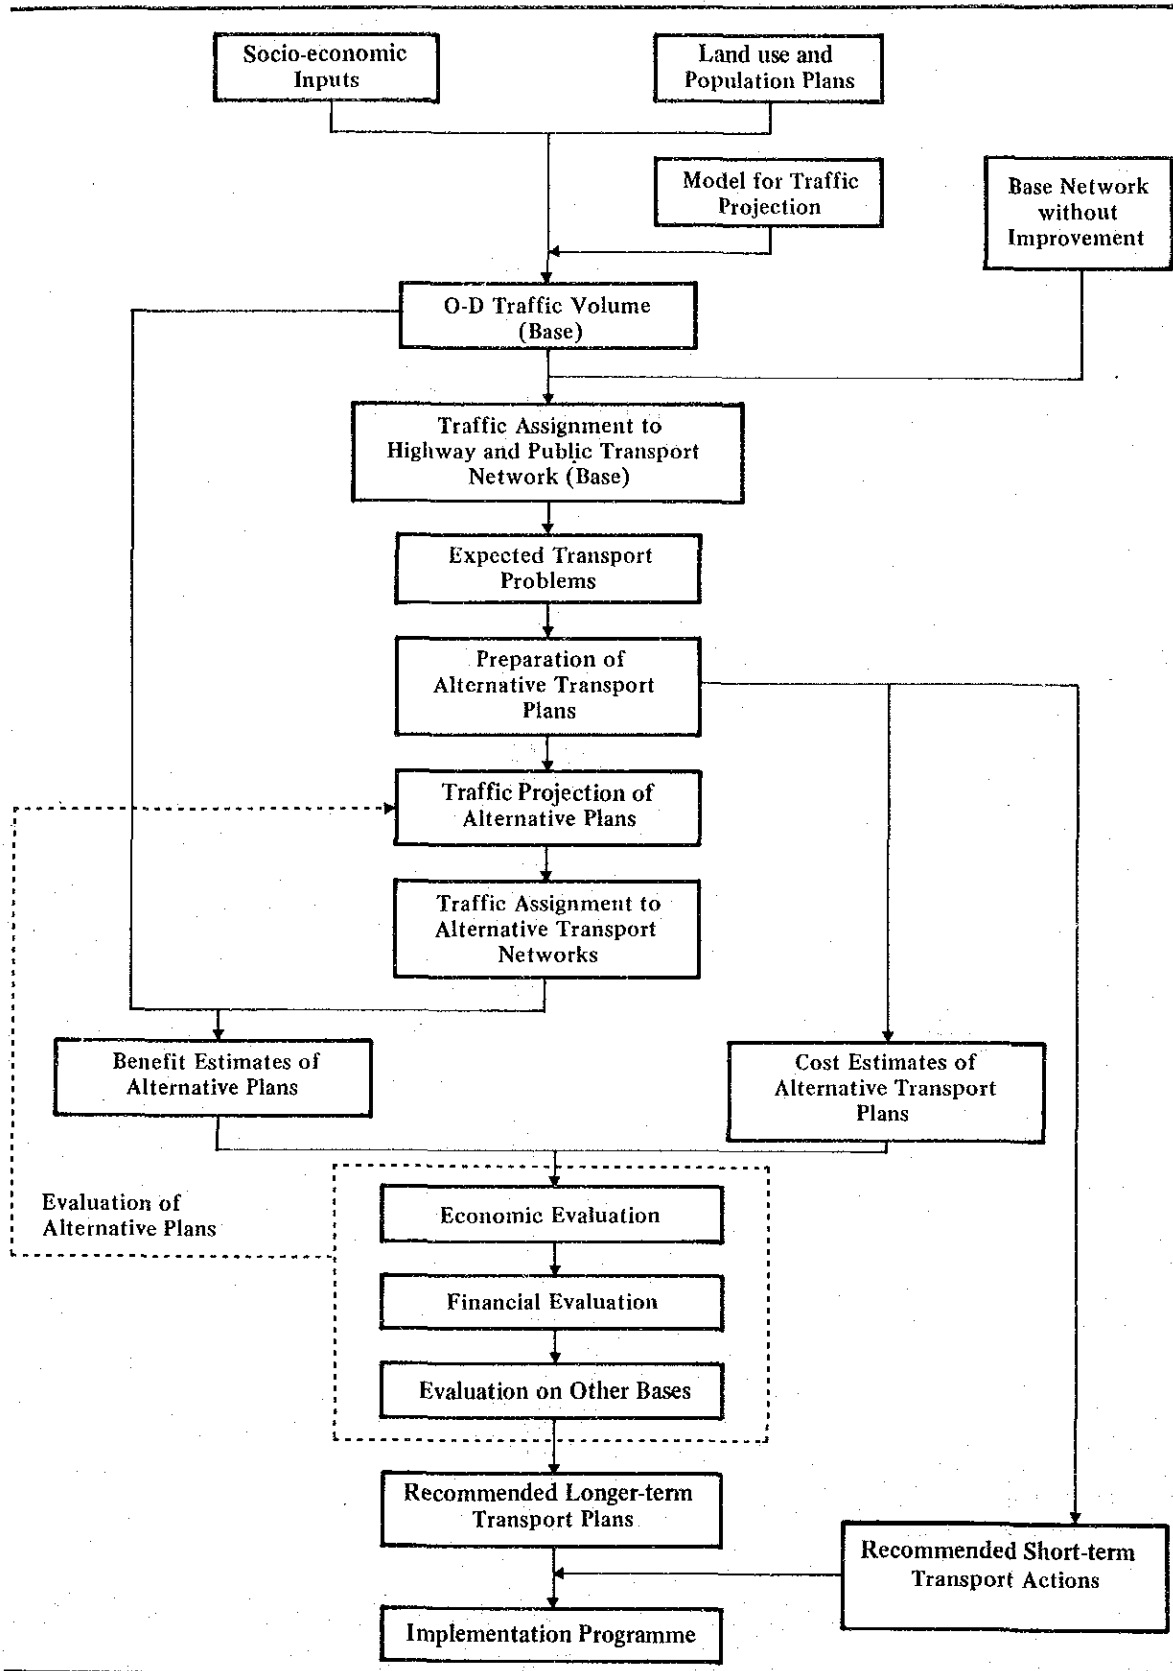 Socio-economic
Inputs
Land use and
Population Plans
Model for Traffic
Projection
Base Network
without
Improvement
O-D Traffic Volume
(Base)
Traffic Assignment to
Highway and Public Transport
Network (Base)
Expected Transport
Problems
Preparation of
Alternative Transport
Plans
Traffic Projection of
Alternative Plans
Traffic Assignment to
Alternative Transport
Networks
Benefit Estimates of
Alternative Plans
Cost Estimates of
Alternative Transport
Plans
Evaluation of
Alternative Plans
Economic Evaluation
Financial Evaluation
Evaluation on Other Bases
Recommended Longer-term
Transport Plans
Recommended Short-term
Transport Actions
Implementation Programme